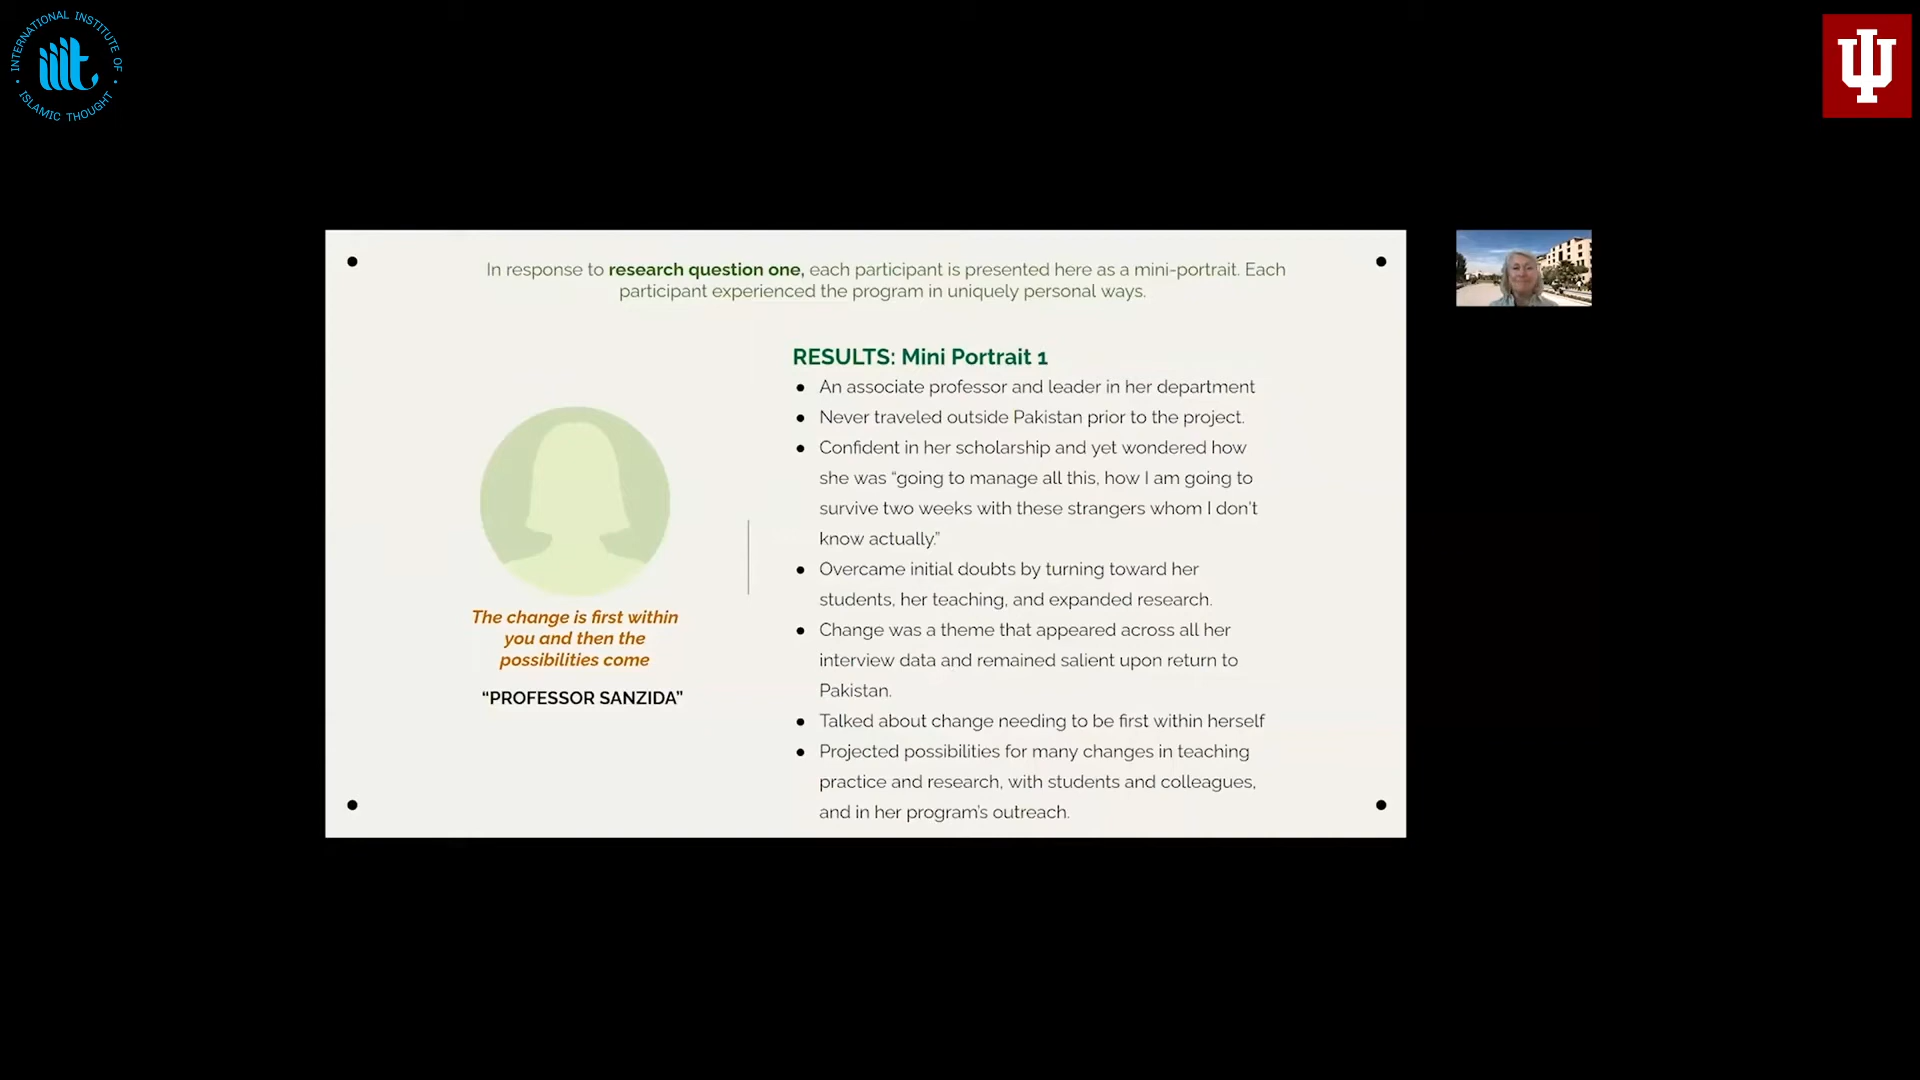 INTERNATIONAL INSTITUTE OF
ISLAMIC THOUGHT
iiit
In response to research question one, each participant is presented here as a mini-portrait. Each
participant experienced the program in uniquely personal ways.
The change is first within
you and then the
possibilities come
“PROFESSOR SANZIDA”
RESULTS: Mini Portrait 1
● An associate professor and leader in her department
● Never traveled outside Pakistan prior to the project.
● Confident in her scholarship and yet wondered how
she was “going to manage all this, how I am going to
survive two weeks with these strangers whom I don’t
know actually.”
● Overcame initial doubts by turning toward her
students, her teaching, and expanded research.
● Change was a theme that appeared across all her
interview data and remained salient upon return to
Pakistan.
● Talked about change needing to be first within herself
● Projected possibilities for many changes in teaching
practice and research, with students and colleagues,
and in her program’s outreach.